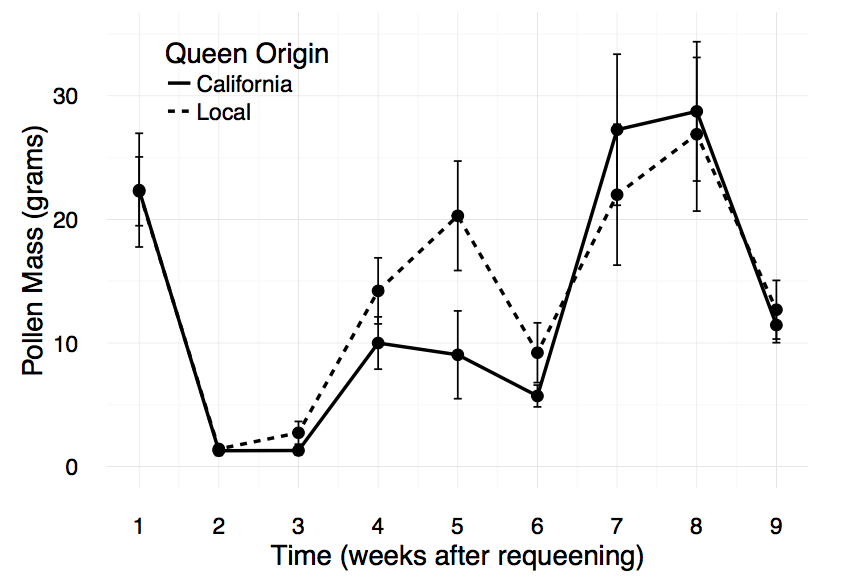 Queen Origin
California
Local
Pollen Mass (grams)
30
20
10
0
1 2 3 4 5 6 7 8 9
Time (weeks after requeening)